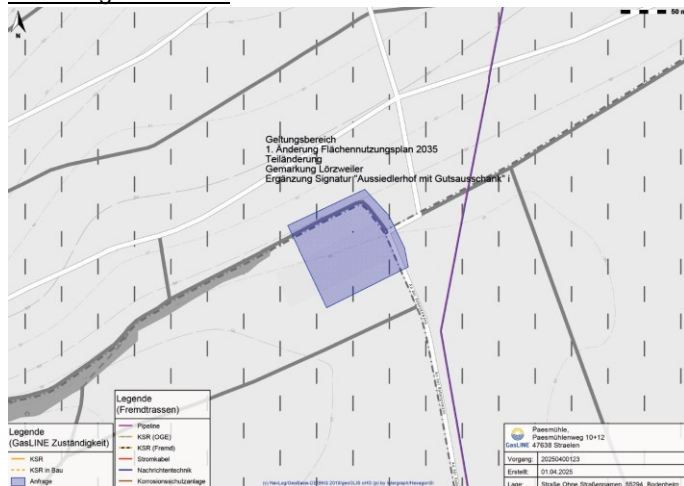 50 m
N
Geltungsbereich
1. Änderung Flächennutzungsplan 2035
Teiländerung
Gemarkung Lörzweiler
Ergänzung Signatur "Aussiedlerhof mit Gutsausschank" i
Legende
(GasLINE Zuständigkeit)
KSR
KSR in Bau
Anfrage
Legende
(Fremdtrassen)
Pipeline
KSR (OGE)
KSR (Fremd)
Stromkabel
Nachrichtentechnik
Korrosionsschutzanlage
GasLINE
Paesmühle,
Paesmühlenweg 10+12
47638 Straelen
Vorgang: 20250400123
Erstellt: 01.04.2025
Lage: Straße Ohne Straßennamen, 55294, Bodenheim